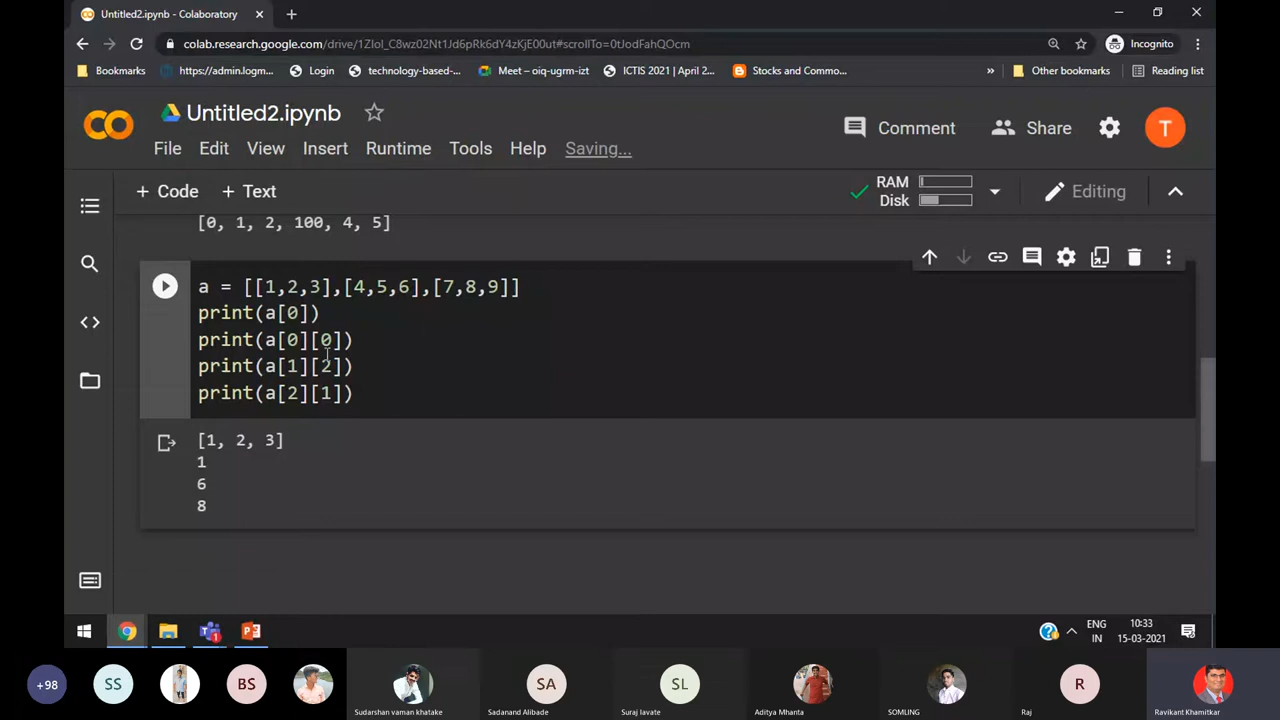 Untitled2.ipynb - Colaboratory
colab.research.google.com/drive/1ZIoI_C8wz02Nt1Jd6pRk6dY4zKjE00ut#scrollTo=0tJodFahQOcm
Incognito
Bookmarks https://admin.logm... Login technology-based-... Meet – oiq-ugrm-izt ICTIS 2021 | April 2... Stocks and Commo... » Other bookmarks Reading list
Untitled2.ipynb
Comment Share T
File Edit View Insert Runtime Tools Help Saving...
+ Code + Text RAM Disk Editing
[0, 1, 2, 100, 4, 5]
a = [[1,2,3],[4,5,6],[7,8,9]]
print(a[0])
print(a[0][0])
print(a[1][2])
print(a[2][1])
[1, 2, 3]
1
6
8
ENG IN 10:33 15-03-2021
+98 SS BS SA SL R
Sudarshan vaman khatake Sadanand Alibade Suraj Javate Aditya Mhanta SOMLING Raj Ravikant Khamitkar